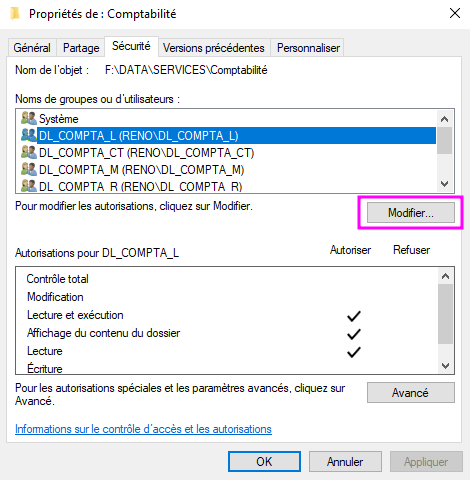 Propriétés de : Comptabilité
Général Partage Sécurité Versions précédentes Personnaliser
Nom de l'objet : F:\DATA\SERVICES\Comptabilité
Noms de groupes ou d'utilisateurs :
Système
DL_COMPTA_L (RENO\DL_COMPTA_L)
DL_COMPTA_CT (RENO\DL_COMPTA_CT)
DL_COMPTA_M (RENO\DL_COMPTA_M)
DL_COMPTA_R (RENO\DL_COMPTA_R)
Pour modifier les autorisations, cliquez sur Modifier.
Modifier...
Autorisations pour DL_COMPTA_L Autoriser Refuser
Contrôle total
Modification
Lecture et exécution
Affichage du contenu du dossier
Lecture
Écriture
Pour les autorisations spéciales et les paramètres avancés, cliquez sur
Avancé.
Avancé
Informations sur le contrôle d'accès et les autorisations
OK Annuler Appliquer